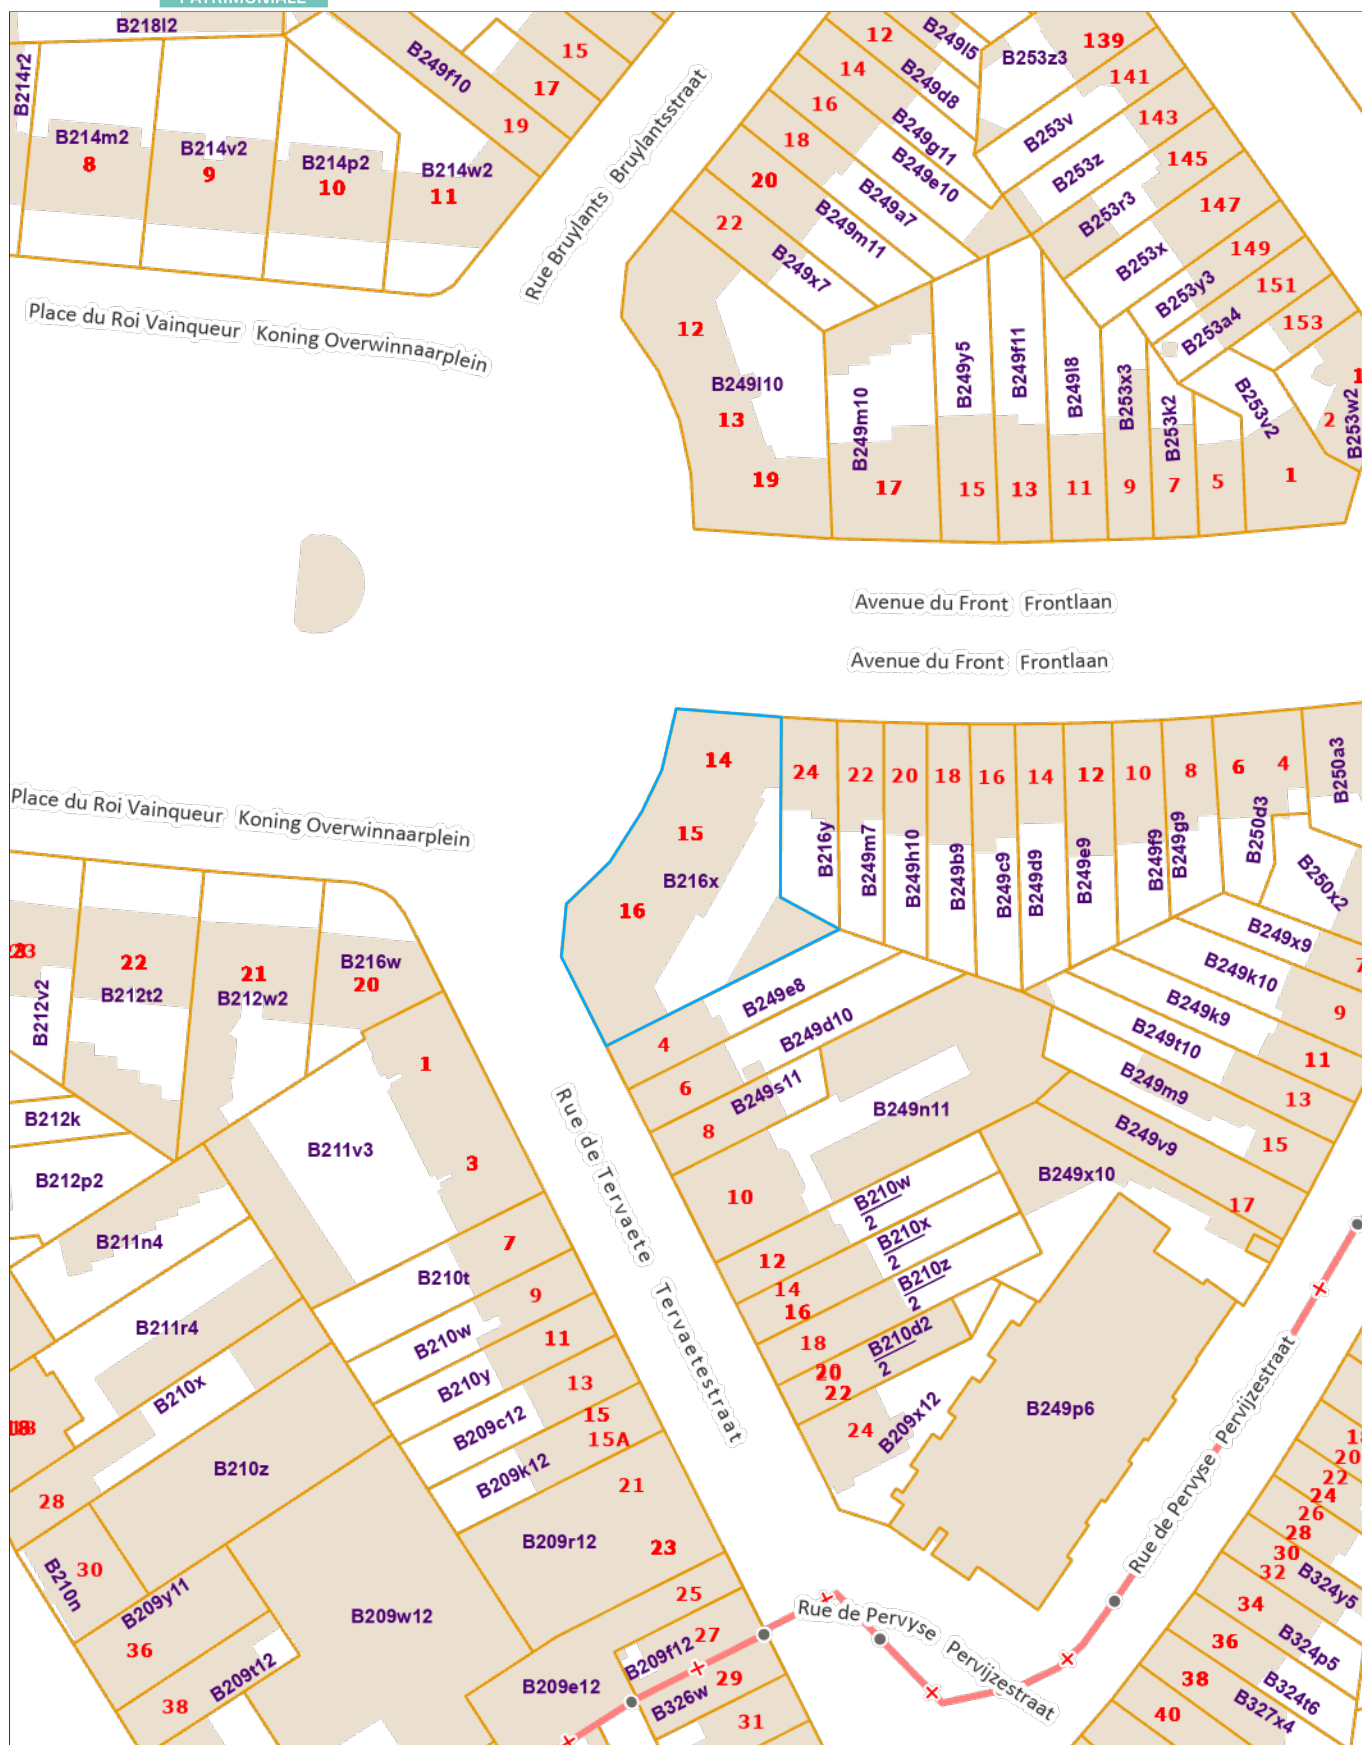 PATRIMONIALE
B218l2
B214r2
B249f10
15
17
19
B214m2
8
B214v2
9
B214p2
10
B214w2
11
Rue Bruylants Bruylantsstraat
Place du Roi Vainqueur Koning Overwinnaarplein
12
B249l5
B253z3
139
14
B249d8
141
16
B249g11
B253v
143
18
B249e10
B253z
145
20
B249a7
B253r3
147
22
B249m11
B253x
149
B249x7
B253y3
151
B253a4
153
12
B249l10
13
19
B249m10
17
B249y5
15
B249f11
13
B249l8
11
B253x3
9
B253k2
7
5
B253v2
1
2
B253w2
Avenue du Front Frontlaan
Avenue du Front Frontlaan
14
15
B216x
16
24
B216y
22
B249m7
20
B249h10
18
B249b9
16
B249c9
14
B249d9
12
B249e9
10
B249f9
8
B249g9
6
4
B250d3
B250a3
B250x2
Place du Roi Vainqueur Koning Overwinnaarplein
23
B212v2
22
B212t2
21
B212w2
B216w
20
B249x9
7
B249k10
9
B249k9
11
B249t10
13
B249m9
15
B249v9
17
B249x10
B249e8
4
B249d10
6
B249s11
8
B249n11
10
B212k
B212p2
1
B211v3
3
B211n4
B211r4
B210x
B210z
B210t
7
B210w
9
B210y
11
B209c12
13
B209k12
15
15A
21
B209r12
23
25
Rue de Tervaete Tervaetestraat
B210w
2
12
B210x
2
14
16
B210z
2
18
B210d2
2
20
22
24
B209x12
B249p6
Rue de Pervyse Pervijzestraat
28
B210n
30
B209y11
36
B209t12
38
B209w12
B209e12
B209f12
27
B326w
29
31
Rue de Pervyse Pervijzestraat
20
22
24
26
28
30
32
B324y5
34
36
B324p5
38
B324t6
40
B327x4